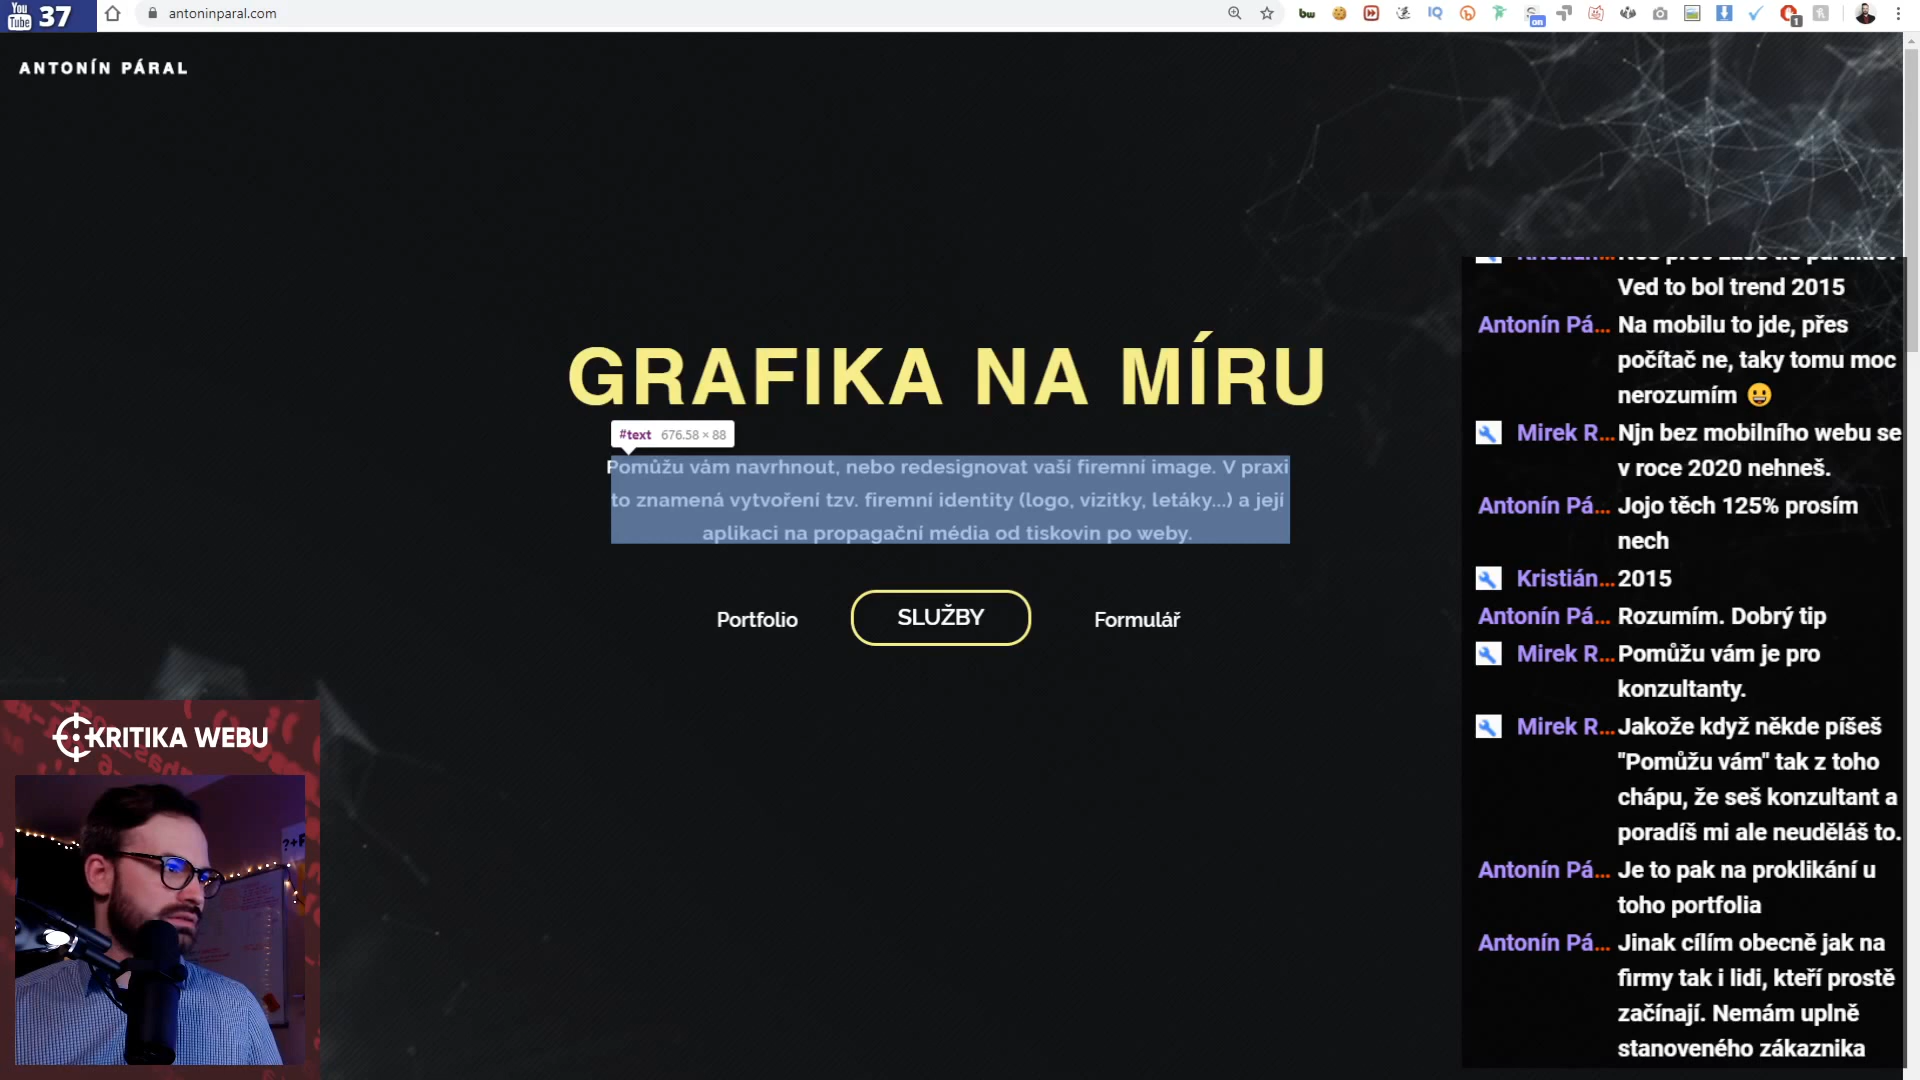 You Tube 37
antoninparal.com
ANTONÍN PÁRAL
GRAFIKA NA MÍRU
#text 676.58 × 88
Pomůžu vám navrhnout, nebo redesignovat vaší firemní image. V praxi
to znamená vytvoření tzv. firemní identity (logo, vizitky, letáky...) a její
aplikaci na propagační média od tiskovin po weby.
Portfolio
SLUŽBY
Formulář
Ved to bol trend 2015
Antonín Pá... Na mobilu to jde, přes
počítač ne, taky tomu moc
nerozumím 😀
Mirek R... Njn bez mobilního webu se
v roce 2020 nehneš.
Antonín Pá... Jojo těch 125% prosím
nech
Kristián... 2015
Antonín Pá... Rozumím. Dobrý tip
Mirek R... Pomůžu vám je pro
konzultanty.
Mirek R... Jakože když někde píšeš
"Pomůžu vám" tak z toho
chápu, že seš konzultant a
poradíš mi ale neuděláš to.
Antonín Pá... Je to pak na proklikání u
toho portfolia
Antonín Pá... Jinak cílím obecně jak na
firmy tak i lidi, kteří prostě
začínají. Nemám uplně
stanoveného zákazníka
KRITIKA WEBU